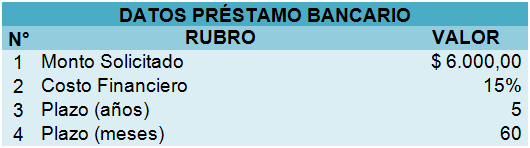 DATOS PRÉSTAMO BANCARIO
N° RUBRO VALOR
1 Monto Solicitado $ 6.000,00
2 Costo Financiero 15%
3 Plazo (años) 5
4 Plazo (meses) 60